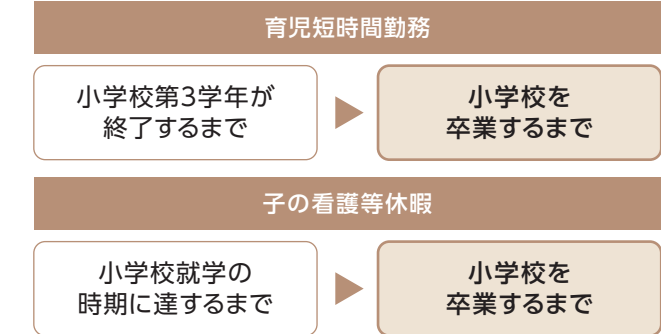 育児短時間勤務
小学校第3学年が
終了するまで
小学校を
卒業するまで
子の看護等休暇
小学校就学の
時期に達するまで
小学校を
卒業するまで